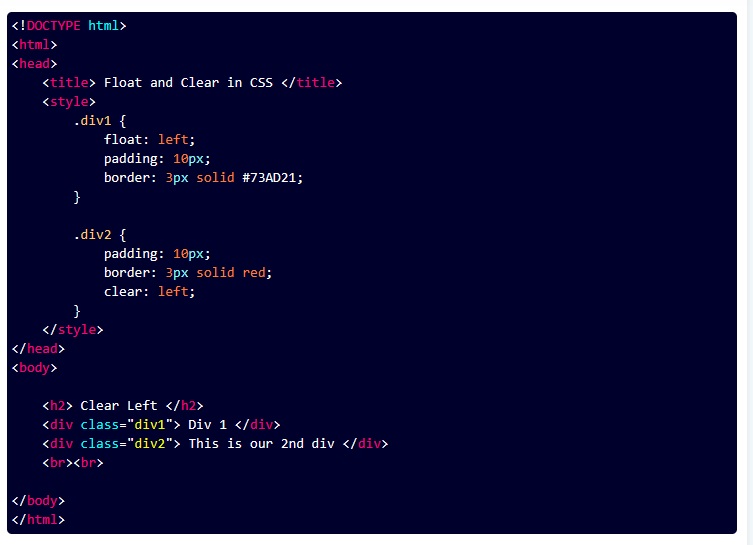 <!DOCTYPE html>
<html>
<head>
    <title> Float and Clear in CSS </title>
    <style>
        .div1 {
            float: left;
            padding: 10px;
            border: 3px solid #73AD21;
        }

        .div2 {
            padding: 10px;
            border: 3px solid red;
            clear: left;
        }
    </style>
</head>
<body>

    <h2> Clear Left </h2>
    <div class="div1"> Div 1 </div>
    <div class="div2"> This is our 2nd div </div>
    <br><br>

</body>
</html>